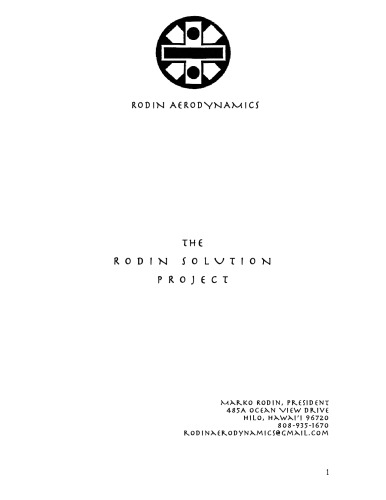 RODIN AERODYNAMICS
THE
RODIN SOLUTION
PROJECT
MARKO RODIN, PRESIDENT
485A OCEAN VIEW DRIVE
HILO, HAWAI'I 96720
808-935-1670
RODINAERODYNAMICS@GMAIL.COM
1